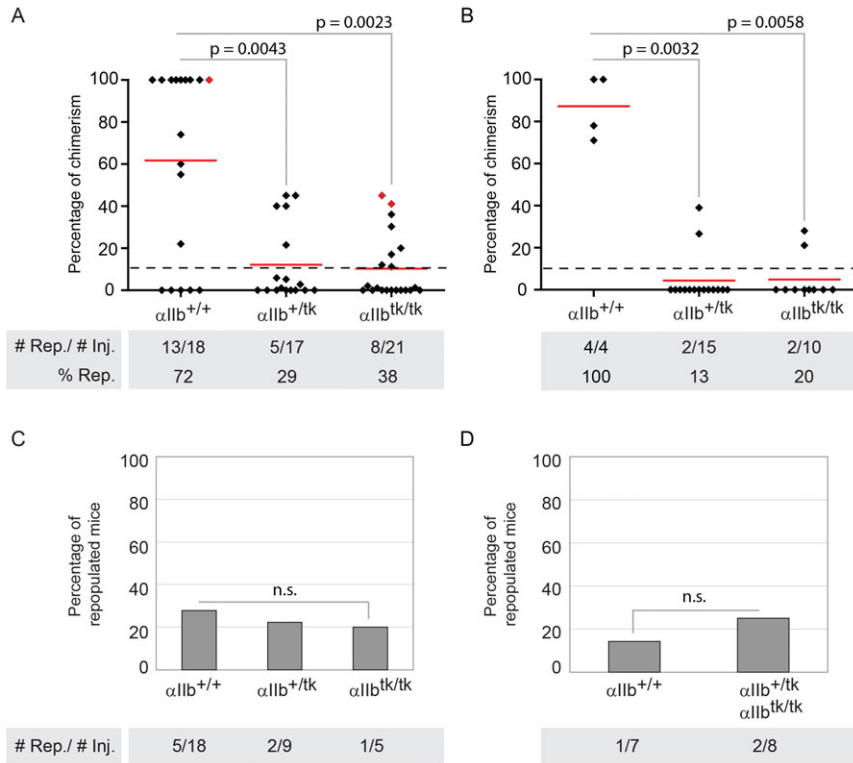 A
p = 0.0023
p = 0.0043
Percentage of chimerism
100
80
60
40
20
0
αIIb+/+
αIIb+/tk
αIIbtk/tk
# Rep./ # Inj.
13/18
5/17
8/21
% Rep.
72
29
38
B
p = 0.0058
p = 0.0032
Percentage of chimerism
100
80
60
40
20
0
αIIb+/+
αIIb+/tk
αIIbtk/tk
4/4
2/15
2/10
100
13
20
C
Percentage of
repopulated mice
100
80
60
40
20
0
n.s.
αIIb+/+
αIIb+/tk
αIIbtk/tk
# Rep./ # Inj.
5/18
2/9
1/5
D
Percentage of
repopulated mice
100
80
60
40
20
0
n.s.
αIIb+/+
αIIb+/tk
αIIbtk/tk
1/7
2/8